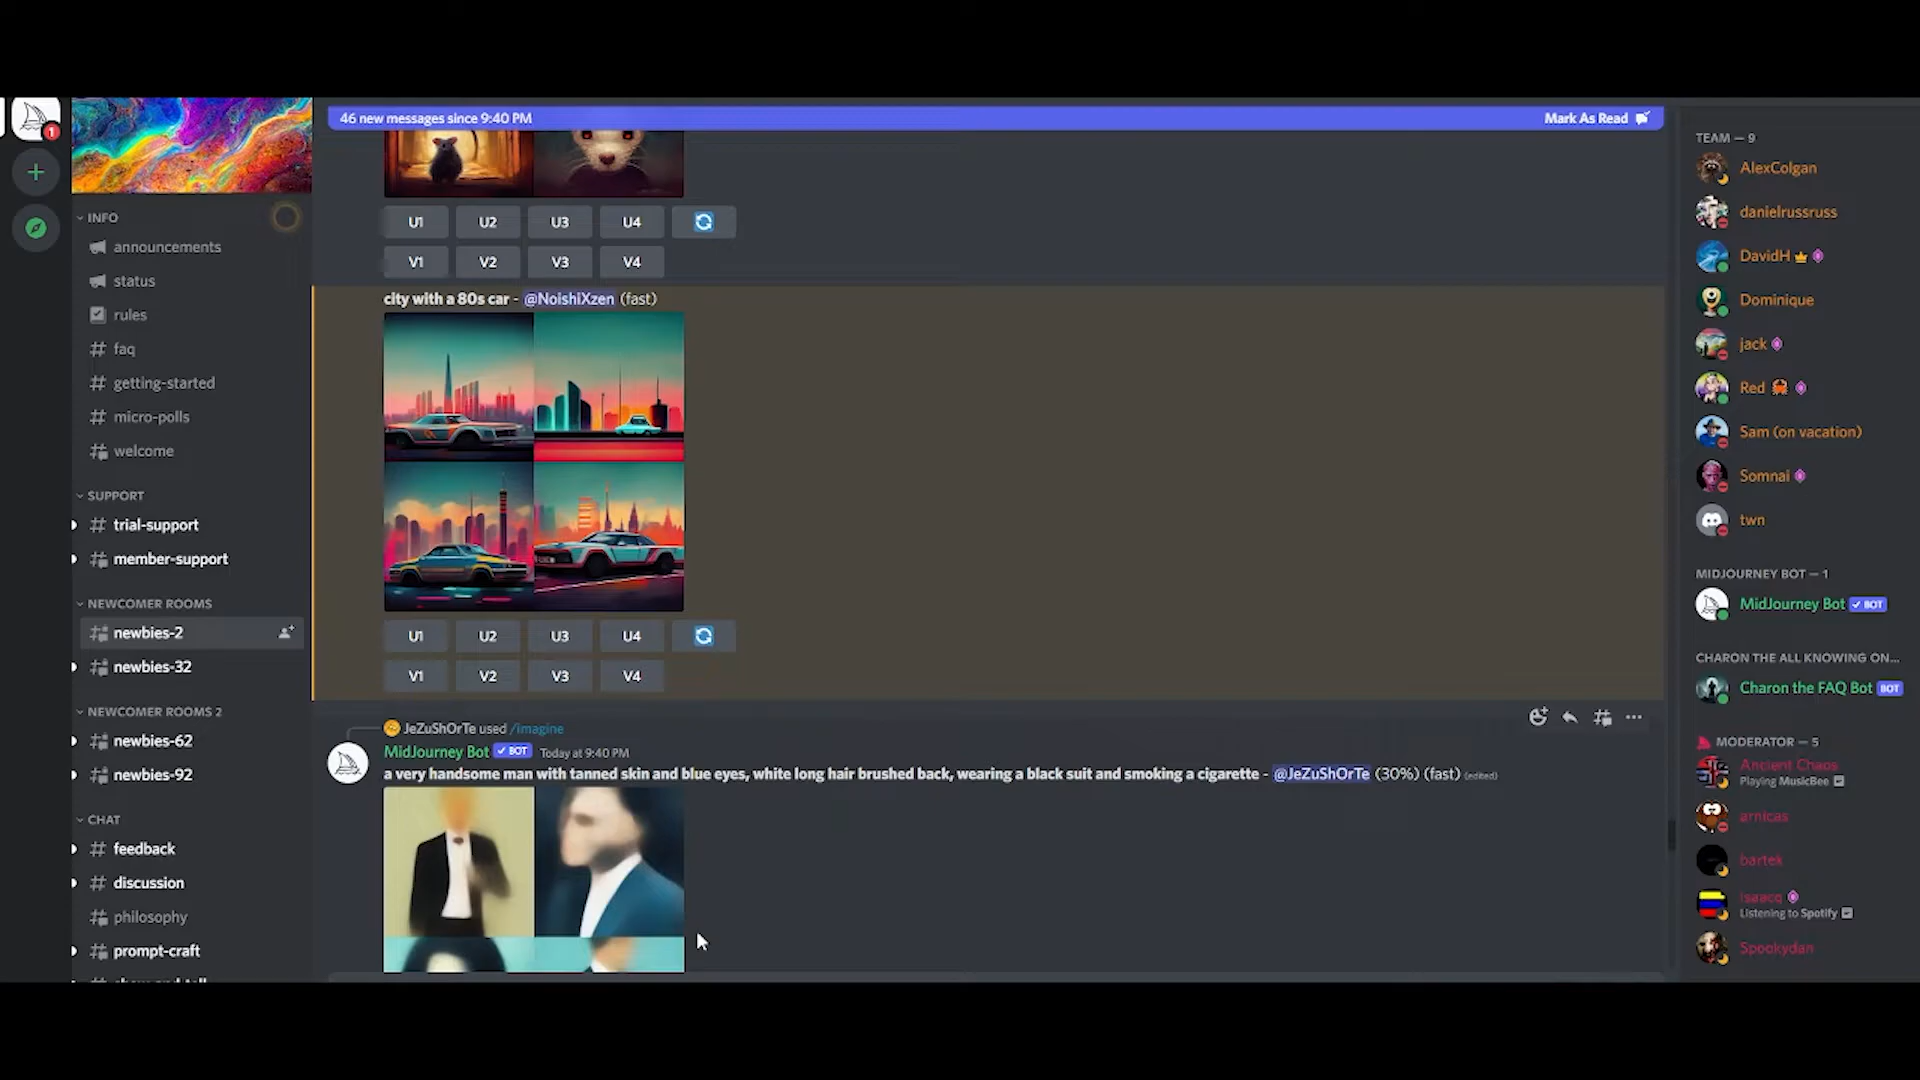 1
INFO
announcements
status
rules
faq
getting-started
micro-polls
welcome
SUPPORT
trial-support
member-support
NEWCOMER ROOMS
newbies-2
newbies-32
NEWCOMER ROOMS 2
newbies-62
newbies-92
CHAT
feedback
discussion
philosophy
prompt-craft
46 new messages since 9:40 PM
Mark As Read
U1 U2 U3 U4
V1 V2 V3 V4
city with a 80s car - @NoishiXzen (fast)
U1 U2 U3 U4
V1 V2 V3 V4
JeZuShOrTe used /imagine
MidJourney Bot BOT Today at 9:40 PM
a very handsome man with tanned skin and blue eyes, white long hair brushed back, wearing a black suit and smoking a cigarette - @JeZuShOrTe (30%) (fast) (edited)
TEAM — 9
AlexColgan
danielrussruss
DavidH
Dominique
jack
Red
Sam (on vacation)
Somnai
twn
MIDJOURNEY BOT — 1
MidJourney Bot BOT
CHARON THE ALL KNOWING ON...
Charon the FAQ Bot BOT
MODERATOR — 5
Ancient Chaos
Playing MusicBee
arnicas
bartek
Isaacq
Listening to Spotify
Spookydan